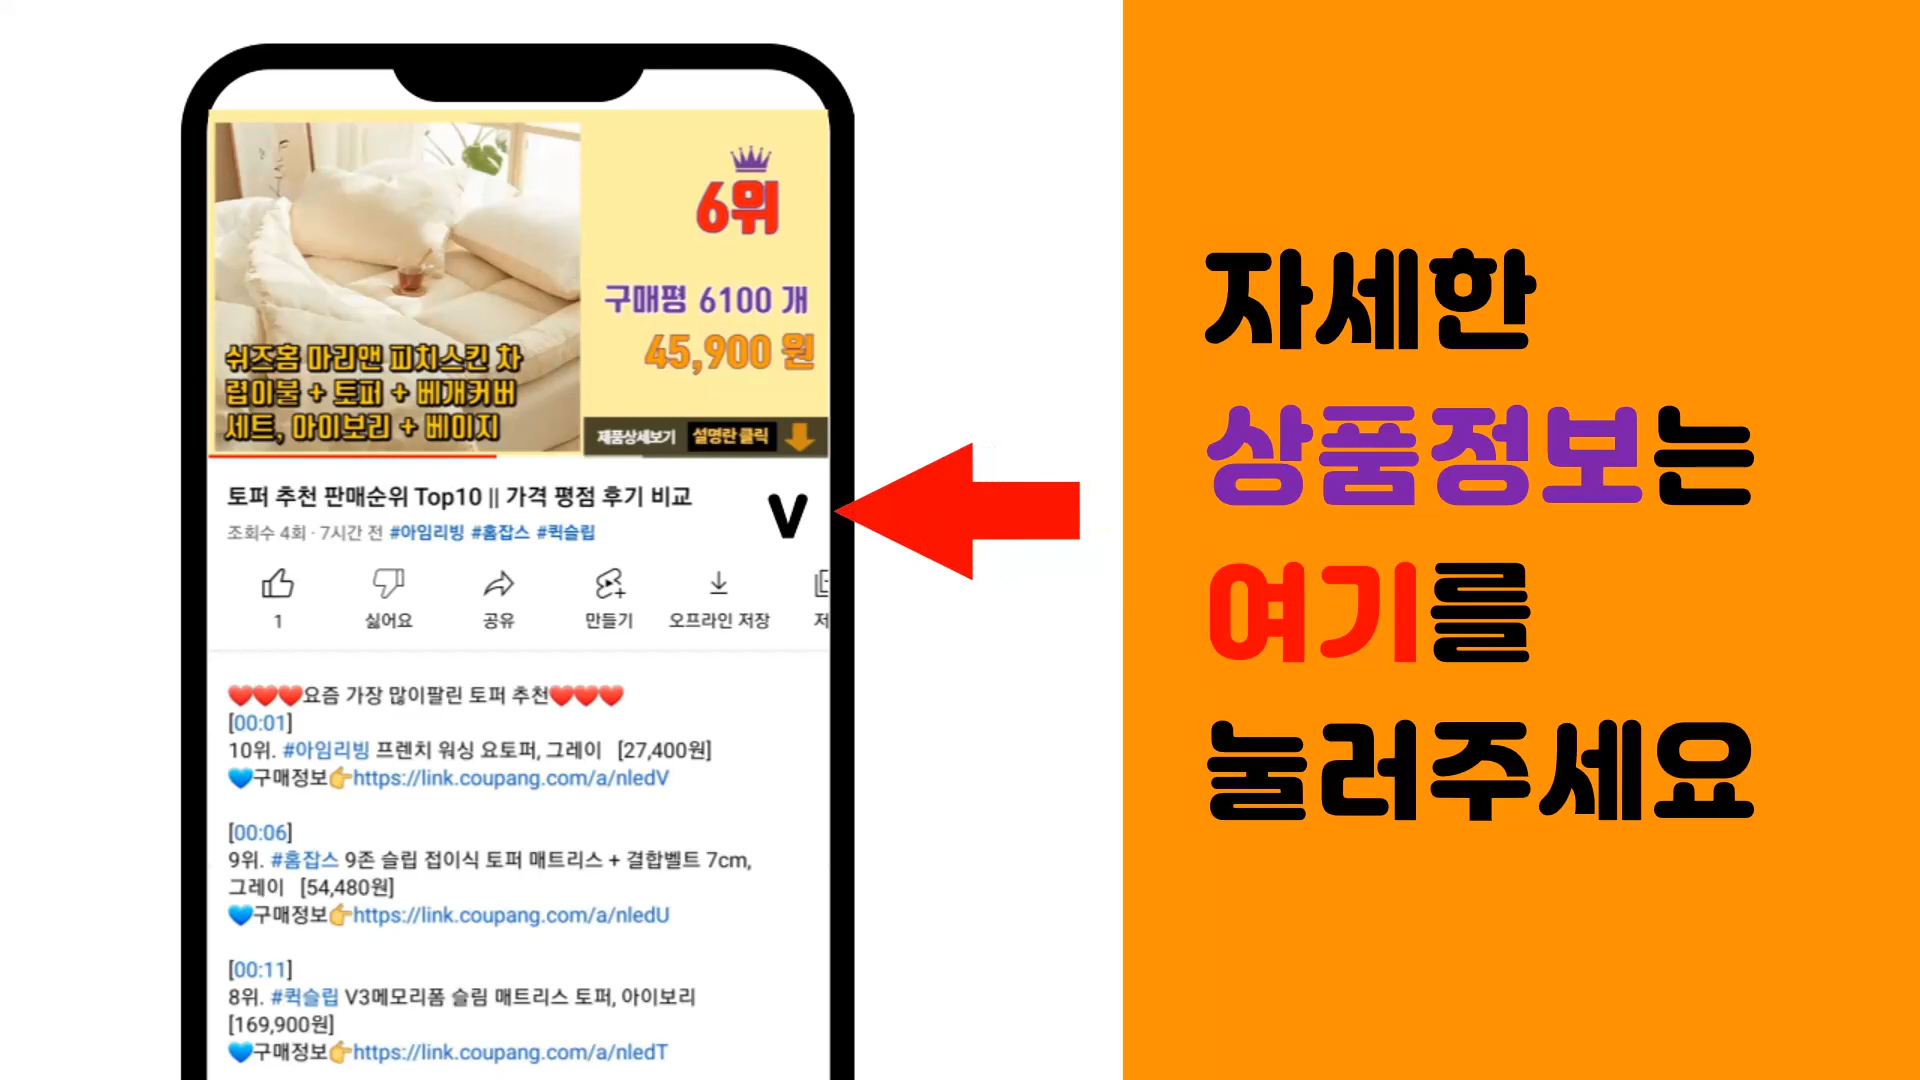 6위
구매평 6100 개
45,900 원
쉬즈홈 마리앤 피치스킨 차
렵이불 + 토퍼 + 베개커버
세트, 아이보리 + 베이지
제품상세보기 설명란 클릭
토퍼 추천 판매순위 Top10 || 가격 평점 후기 비교
V
조회수 4회 · 7시간 전 #아임리빙 #홈잡스 #퀵슬립
1 싫어요 공유 만들기 오프라인 저장 저
❤️❤️❤️요즘 가장 많이팔린 토퍼 추천❤️❤️❤️
[00:01]
10위. #아임리빙 프렌치 워싱 요토퍼, 그레이 [27,400원]
💙구매정보👉https://link.coupang.com/a/nledV
[00:06]
9위. #홈잡스 9존 슬립 접이식 토퍼 매트리스 + 결합벨트 7cm,
그레이 [54,480원]
💙구매정보👉https://link.coupang.com/a/nledU
[00:11]
8위. #퀵슬립 V3메모리폼 슬림 매트리스 토퍼, 아이보리
[169,900원]
💙구매정보👉https://link.coupang.com/a/nledT
자세한
상품정보는
여기를
눌러주세요